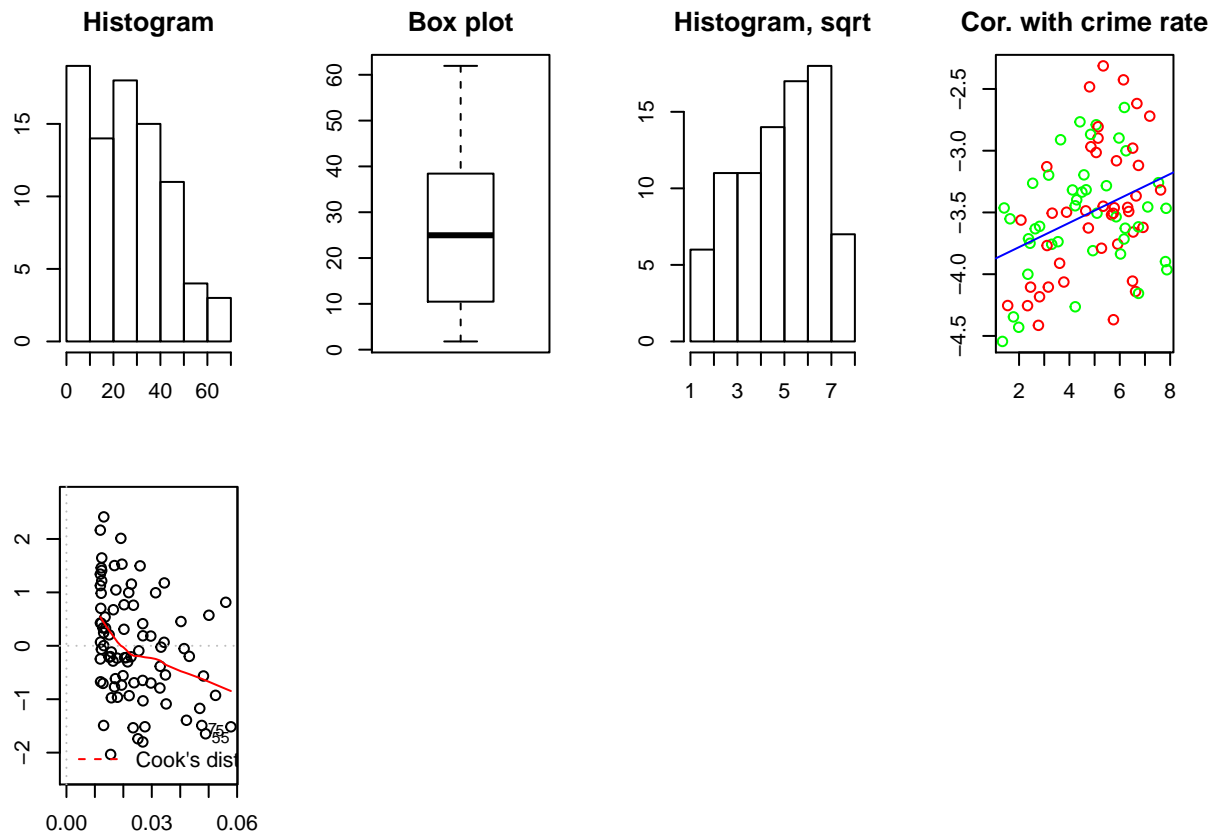 Histogram
0 5 10 15
0 20 40 60
Box plot
0 10 20 30 40 50 60
Histogram, sqrt
0 5 10 15
1 3 5 7
Cor. with crime rate
−4.5 −4.0 −3.5 −3.0 −2.5
2 4 6 8
−2 −1 0 1 2
0.00 0.03 0.06
75
55
Cook's dist